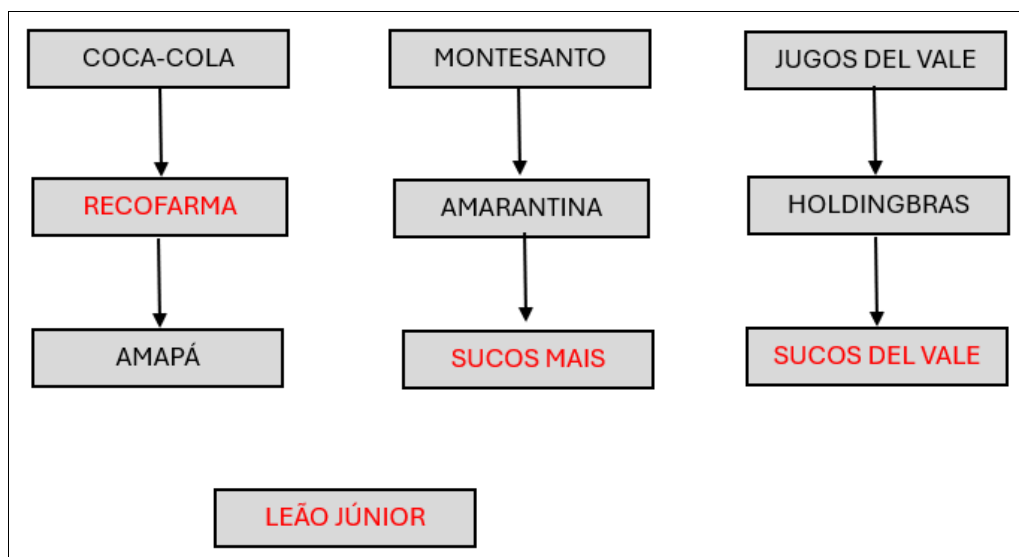 COCA-COLA
MONTESANTO
JUGOS DEL VALE
RECOFARMA
AMARANTINA
HOLDINGBRAS
AMAPÁ
SUCOS MAIS
SUCOS DEL VALE
LEÃO JÚNIOR